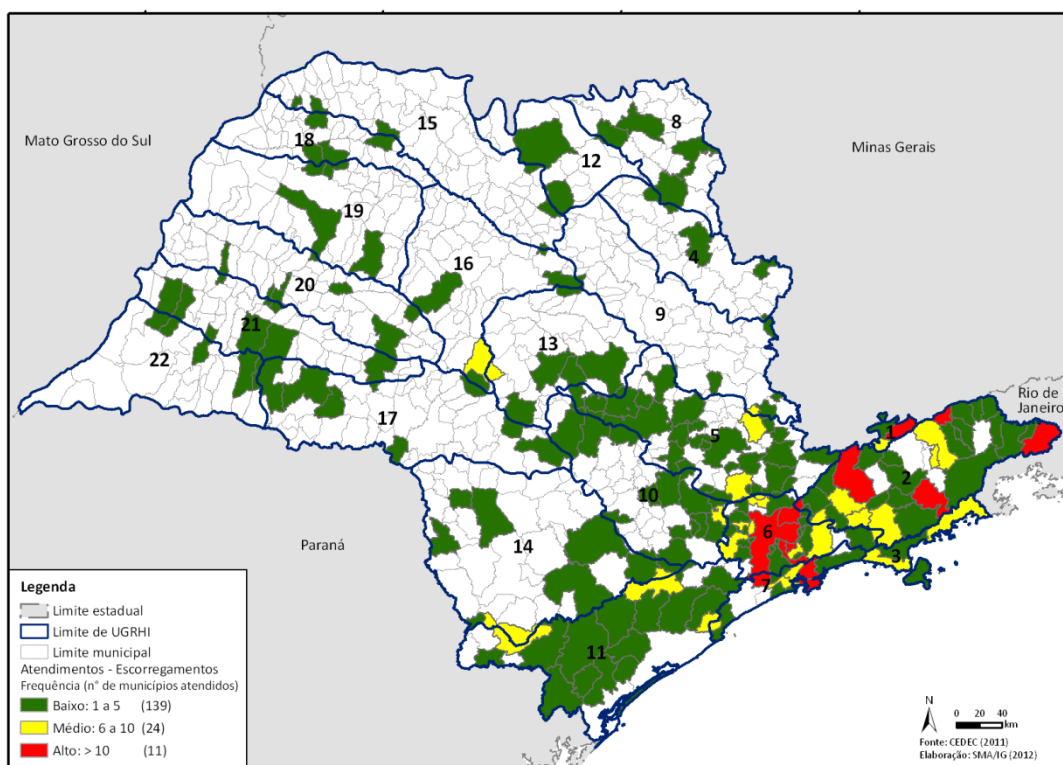 Mato Grosso do Sul
Minas Gerais
Rio de
Janeiro
Paraná
15
8
18
12
19
4
16
20
9
13
21
22
17
5
1
2
10
6
14
3
7
11
Legenda
Limite estadual
Limite de UGRHI
Limite municipal
Atendimentos - Escorregamentos
Frequência (n° de municípios atendidos)
Baixo: 1 a 5 (139)
Médio: 6 a 10 (24)
Alto: > 10 (11)
N
0 20 40
km
Fonte: CEDEC (2011)
Elaboração: SMA/IG (2012)